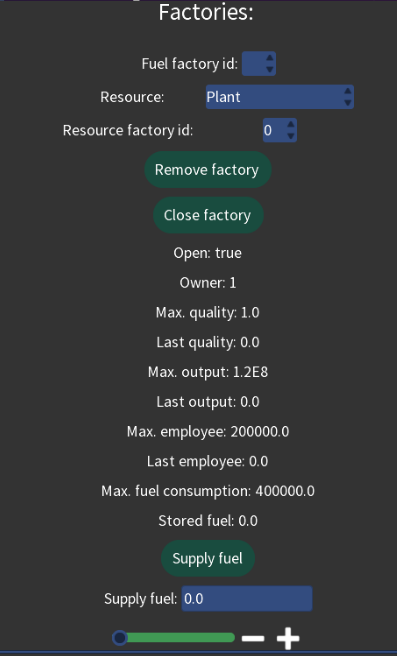 Factories:
Fuel factory id:
Resource: Plant
Resource factory id: 0
Remove factory
Close factory
Open: true
Owner: 1
Max. quality: 1.0
Last quality: 0.0
Max. output: 1.2E8
Last output: 0.0
Max. employee: 200000.0
Last employee: 0.0
Max. fuel consumption: 400000.0
Stored fuel: 0.0
Supply fuel
Supply fuel: 0.0